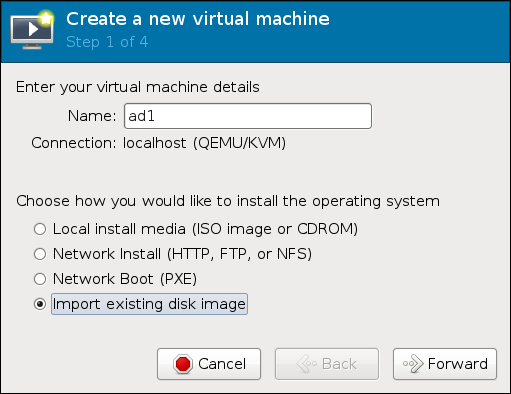 Create a new virtual machine
Step 1 of 4
Enter your virtual machine details
Name: ad1
Connection: localhost (QEMU/KVM)
Choose how you would like to install the operating system
Local install media (ISO image or CDROM)
Network Install (HTTP, FTP, or NFS)
Network Boot (PXE)
Import existing disk image
Cancel Back Forward